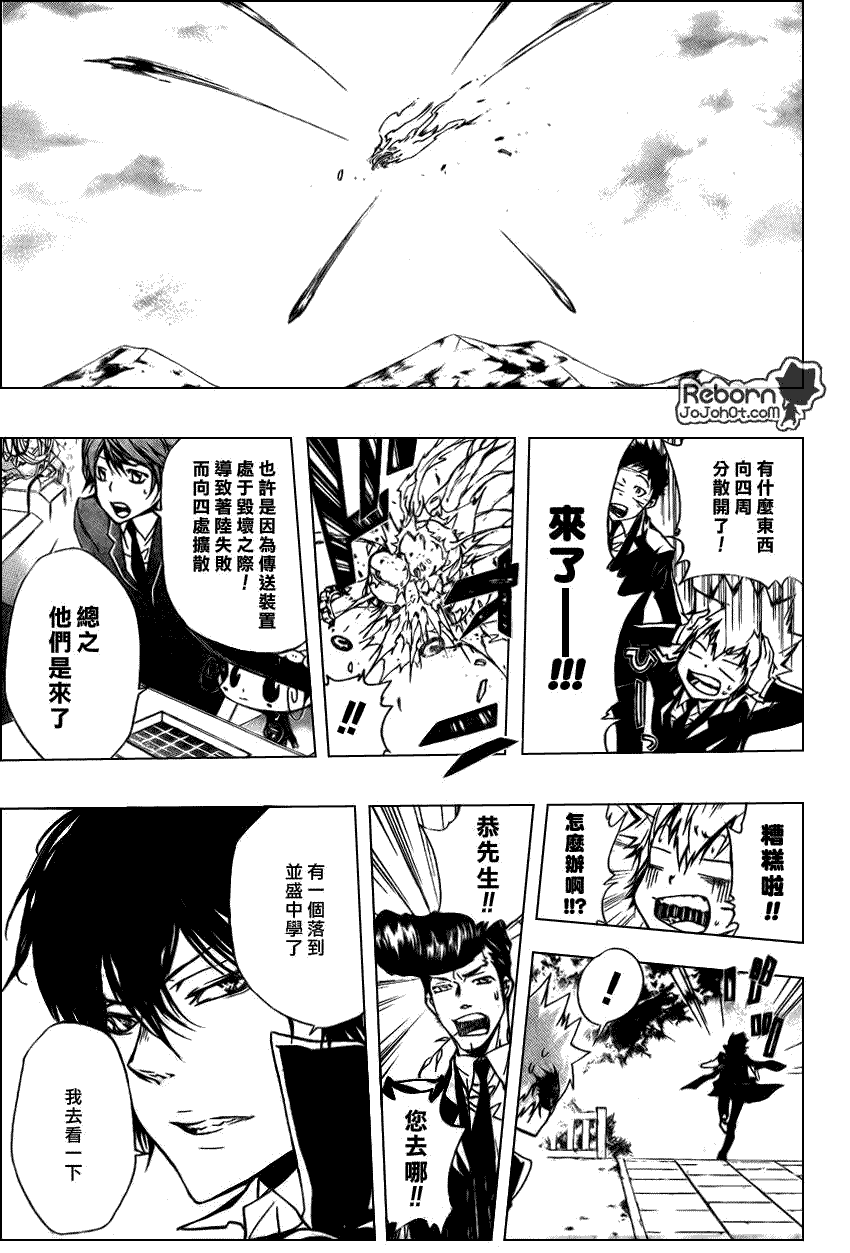 Reborn
JoJoHOt.com
有什麼東西
向四周
分散開了！
來了——!!!
!!
也許是因為傳送裝置
處于毀壞之際！
導致著陸失敗
而向四處擴散
總之
他們是來了
糟糕啦!!
怎麼辦啊!!?
!
恭先生!!
您去哪!!
有一個落到
並盛中學了
我去看一下